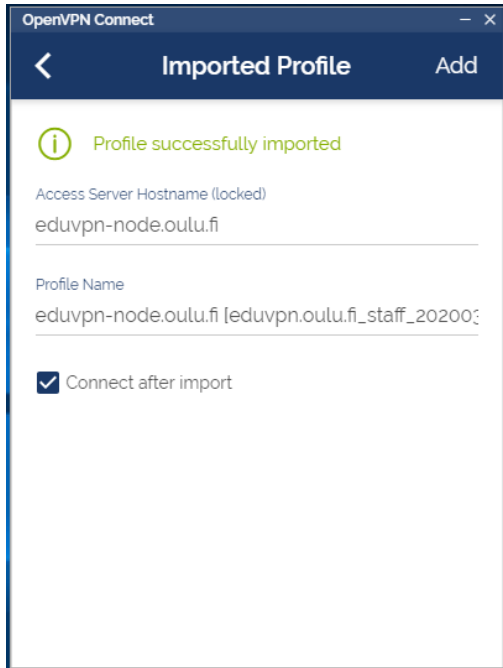 OpenVPN Connect
Imported Profile Add
Profile successfully imported
Access Server Hostname (locked)
eduvpn-node.oulu.fi
Profile Name
eduvpn-node.oulu.fi [eduvpn.oulu.fi_staff_202003
Connect after import